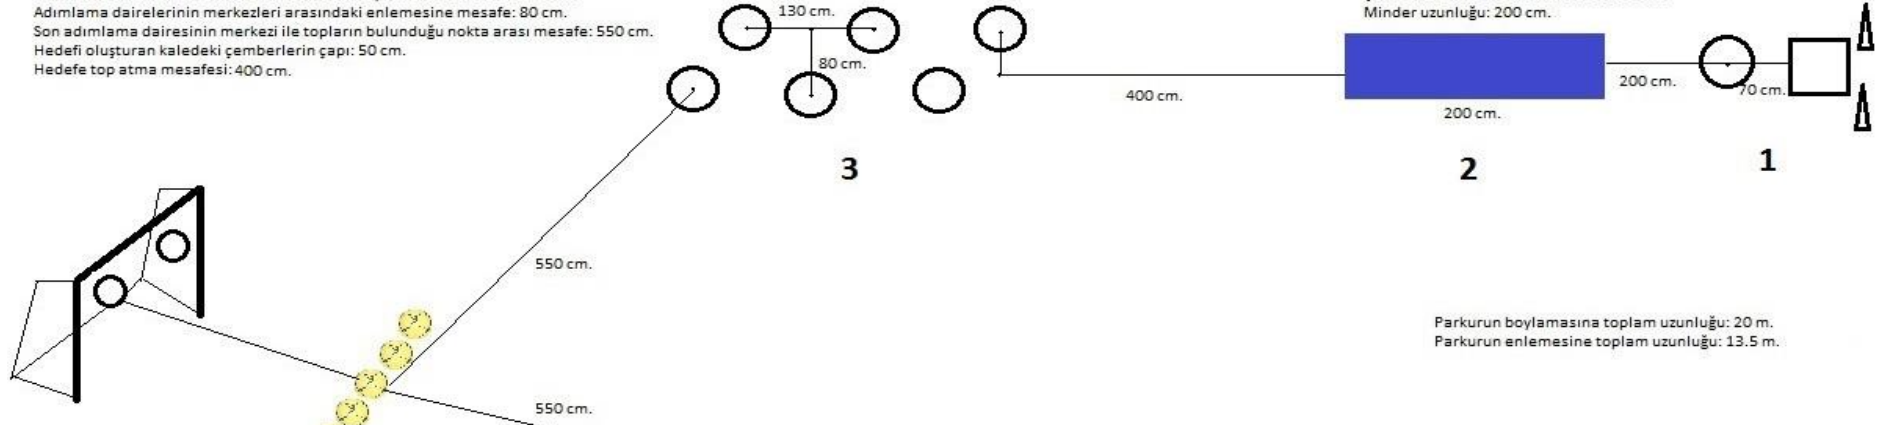 Adımlama dairelerinin merkezleri arasındaki enlemesine mesafe: 80 cm.
Son adımlama dairesinin merkezi ile topların bulunduğu nokta arası mesafe: 550 cm.
Hedefi oluşturan kaledeki çemberlerin çapı: 50 cm.
Hedefe top atma mesafesi: 400 cm.
130 cm.
80 cm.
3
400 cm.
Minder uzunluğu: 200 cm.
200 cm.
2
200 cm.
70 cm.
1
550 cm.
Parkurun boylamasına toplam uzunluğu: 20 m.
Parkurun enlemesine toplam uzunluğu: 13.5 m.
550 cm.